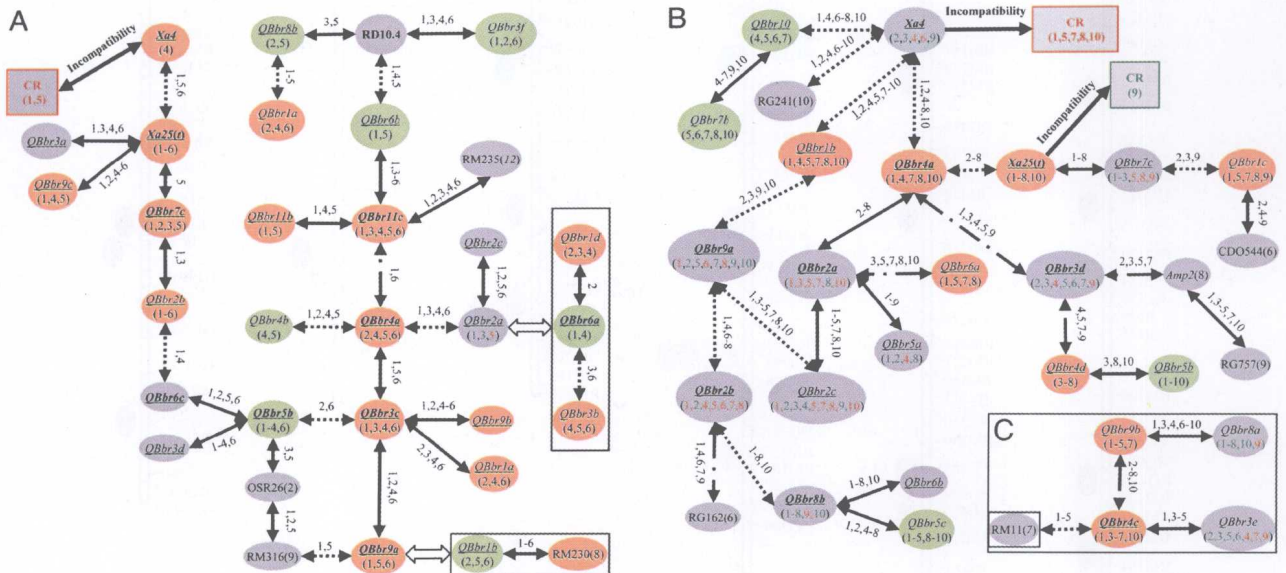 A
Xa4
(4)
Incompatibility
CR
(1,5)
1,5,6
QBbr3a
1,3,4,6
Xa25(t)
(1-6)
QBbr9c
(1,4,5)
1,2,4-6
5
QBbr7c
(1,2,3,5)
1,3
QBbr2b
(1-6)
1,4
QBbr6c
1,2,5,6
QBbr3d
1-4,6
QBbr5b
(1-4,6)
2,6
3,5
OSR26(2)
1,2,5
RM316(9)
1,5
QBbr8b
(2,5)
3,5
RD10.4
1,3,4,6
QBbr3f
(1,2,6)
1-5
QBbr1a
(2,4,6)
1,4,5
QBbr6b
(1,5)
1,3-6
RM235(12)
1,2,3,4,6
QBbr11b
(1,5)
1,4,5
QBbr11c
(1,3,4,5,6)
1,6
QBbr2c
1,2,5,6
QBbr4b
(4,5)
1,2,4,5
QBbr4a
(2,4,5,6)
1,3,4,6
QBbr2a
(1,3,5)
QBbr1d
(2,3,4)
2
QBbr6a
(1,4)
3,6
QBbr3b
(4,5,6)
1,5,6
QBbr3c
(1,3,4,6)
1,2,4-6
QBbr9b
2,3,4,6
QBbr1a
(2,4,6)
1,2,4,6
QBbr9a
(1,5,6)
QBbr1b
(2,5,6)
1-6
RM230(8)
B
QBbr10
(4,5,6,7)
1,4,6-8,10
Xa4
(2,3,4,6,9)
Incompatibility
CR
(1,5,7,8,10)
4-7,9,10
1,2,4,6-10
RG241(10)
QBbr7b
(5,6,7,8,10)
1,2,4,5,7-10
1,2,4-8,10
Incompatibility
CR
(9)
QBbr1b
(1,4,5,7,8,10)
QBbr4a
(1,4,7,8,10)
2-8
Xa25(t)
(1-8,10)
1-8
QBbr7c
(1-3,5,8,9)
2,3,9
QBbr1c
(1,5,7,8,9)
2,4-9
CDO544(6)
2,3,9,10
2-8
1,3,4,5,9
QBbr9a
(1,2,5,6,7,8,9,10)
QBbr2a
(1,3,5,7,8,10)
3,5,7,8,10
QBbr6a
(1,5,7,8)
QBbr3d
(2,3,4,5,6,7,9)
2,3,5,7
Amp2(8)
1,3-5,7,10
RG757(9)
1-9
QBbr5a
(1,2,4,8)
1,4,6-8
1,3-5,7,8,10
1-5,7,8,10
4,5,7-9
QBbr4d
(3-8)
3,8,10
QBbr5b
(1-10)
QBbr2b
(1,2,4,5,6,7,8)
QBbr2c
(1,2,3,4,5,7,8,9,10)
1,4,6,7,9
1-8,10
RG162(6)
QBbr8b
(1-8,9,10)
1-8,10
QBbr6b
1,2,4-8
QBbr5c
(1-5,8-10)
C
QBbr9b
(1-5,7)
1,3,4,6-10
QBbr8a
(1-8,10,9)
2-8,10
RM11(7)
1-5
QBbr4c
(1,3-7,10)
1,3-5
QBbr3e
(2,3,5,6,4,7,9)